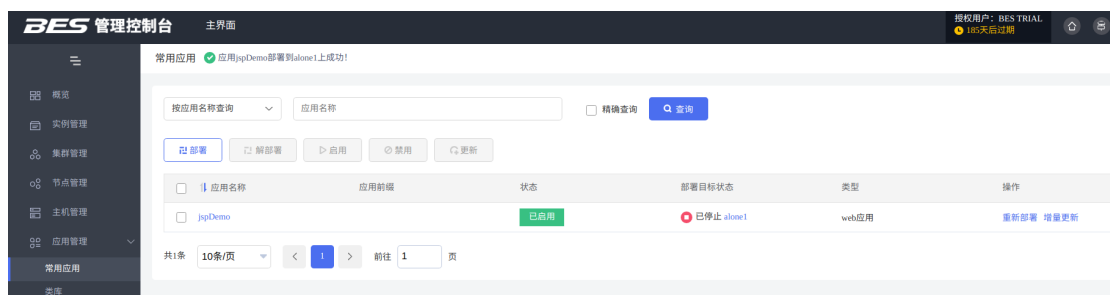 BES 管理控制台 主界面 授权用户：BES TRIAL
185天后过期
常用应用 应用jspDemo部署到alone1上成功!
概览
实例管理
集群管理
节点管理
主机管理
应用管理
常用应用
类库
按应用名称查询 应用名称 精确查询 查询
部署 解部署 启用 禁用 更新
应用名称 应用前缀 状态 部署目标状态 类型 操作
jspDemo 已启用 已停止 alone1 web应用 重新部署 增量更新
共1条 10条/页 < 1 > 前往 1 页